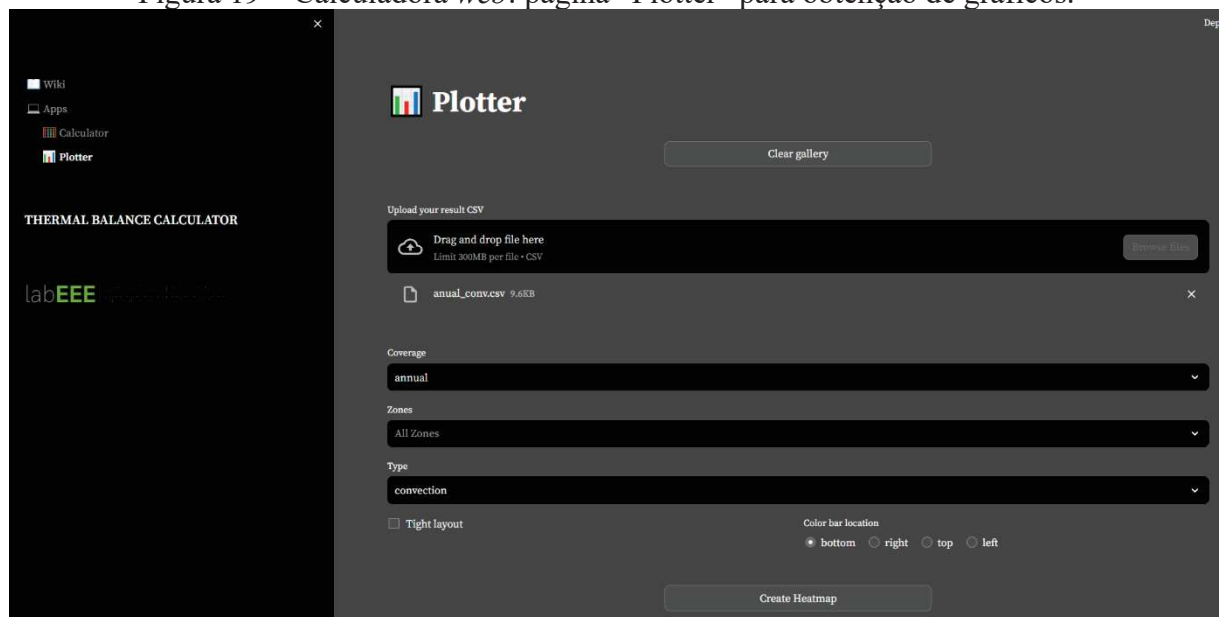 Figura 19 – Calculadora web: página "Plotter" para obtenção de gráficos.
×
Dep
Wiki
Apps
Calculator
Plotter
THERMAL BALANCE CALCULATOR
labEEE
Plotter
Clear gallery
Upload your result CSV
Drag and drop file here
Limit 300MB per file • CSV
Browse files
anual_conv.csv 9.6KB
×
Coverage
annual
Zones
All Zones
Type
convection
Tight layout
Color bar location
bottom right top left
Create Heatmap